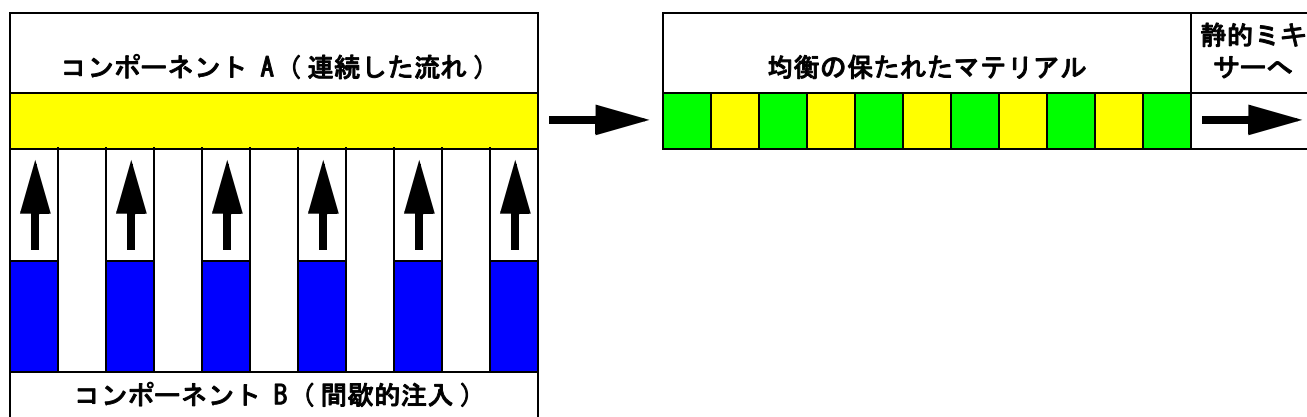 コンポーネント A ( 連続した流れ )
均衡の保たれたマテリアル
静的ミキ
サーへ
コンポーネント B ( 間歇的注入 )